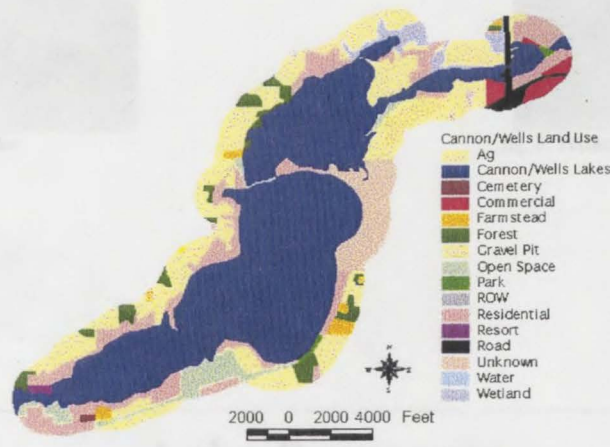 Cannon/Wells Land Use
Ag
Cannon/Wells Lakes
Cemetery
Commercial
Farmstead
Forest
Gravel Pit
Open Space
Park
ROW
Residential
Resort
Road
Unknown
Water
Wetland
2000 0 2000 4000 Feet